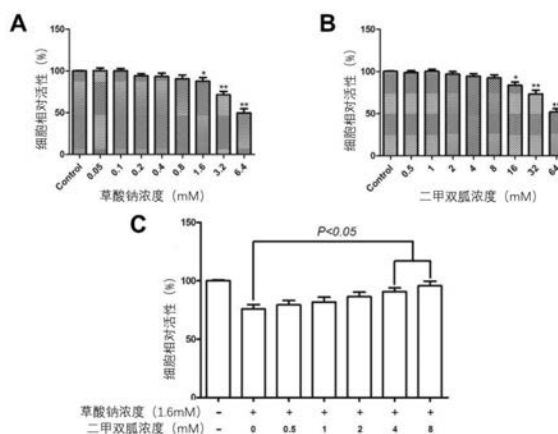 A
细胞相对活性 (%)
150
100
50
0
Control 0.05 0.1 0.2 0.4 0.8 1.6 3.2 6.4
* ** **
草酸钠浓度 (mM)
B
细胞相对活性 (%)
150
100
50
0
Control 0.5 1 2 4 8 16 32 64
* ** **
二甲双胍浓度 (mM)
C
P<0.05
细胞相对活性 (%)
150
100
50
草酸钠浓度 (1.6mM) - + + + + + +
二甲双胍浓度 (mM) - 0 0.5 1 2 4 8